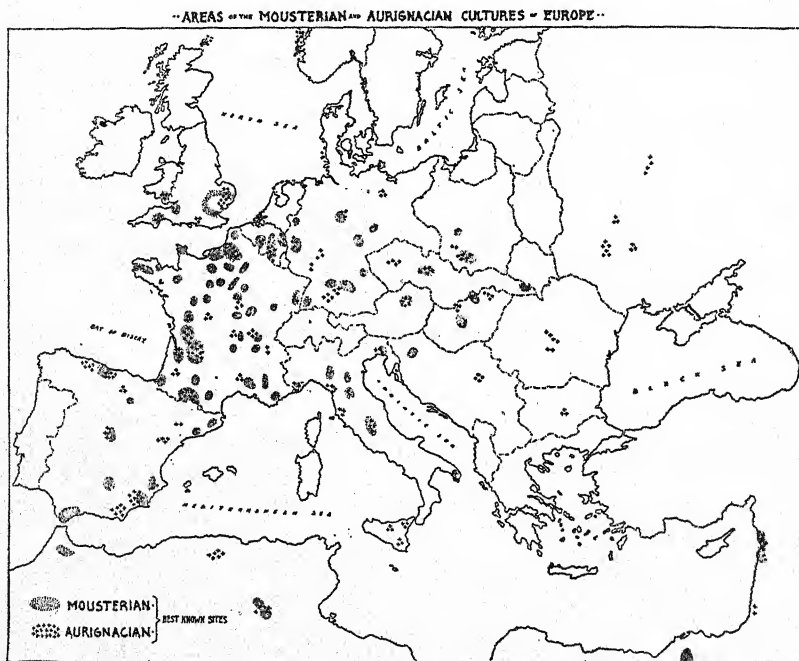 ··AREAS OF THE MOUSTERIAN AND AURIGNACIAN CULTURES OF EUROPE··
NORTH SEA
BALTIC SEA
BAY OF BISCAY
BLACK SEA
ADRIATIC SEA
MEDITERRANEAN SEA
MOUSTERIAN·
AURIGNACIAN·
BEST KNOWN SITES